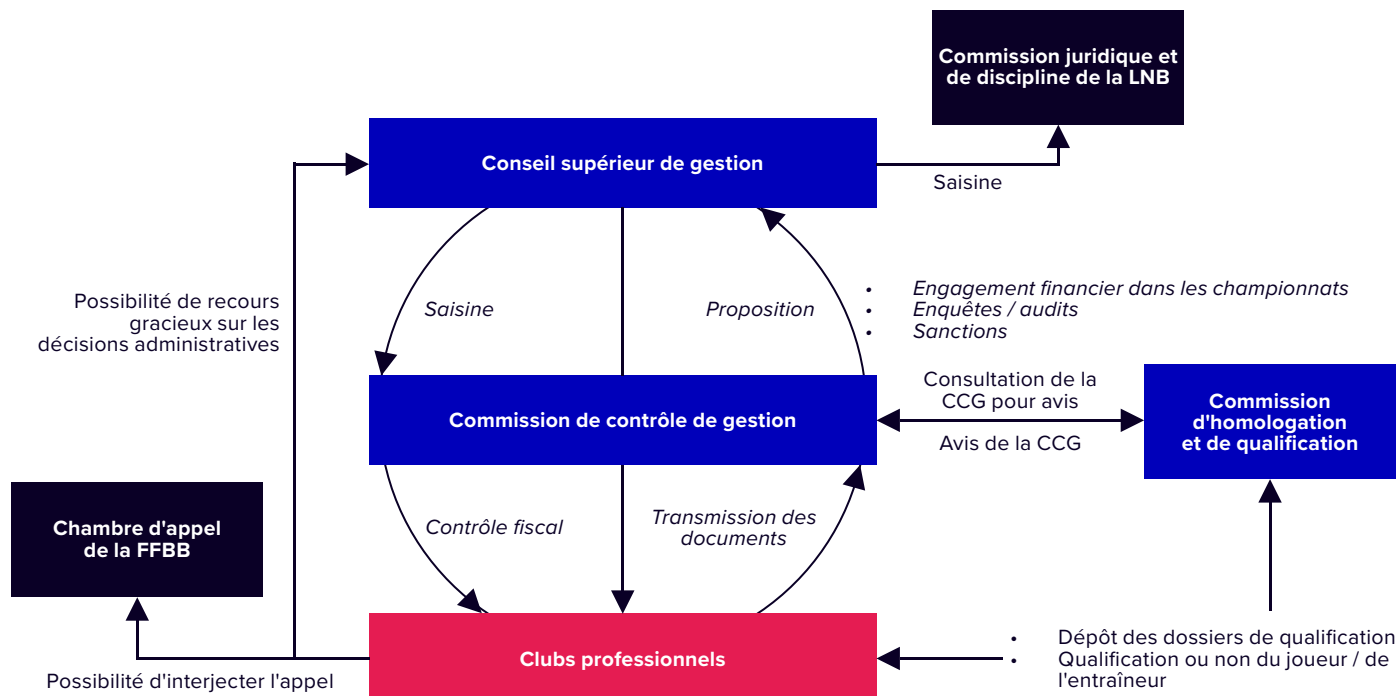 Commission juridique et
de discipline de la LNB
Conseil supérieur de gestion
Saisine
Possibilité de recours
gracieux sur les
décisions administratives
Saisine
Proposition
• Engagement financier dans les championnats
• Enquêtes / audits
• Sanctions
Commission de contrôle de gestion
Consultation de la
CCG pour avis
Avis de la CCG
Commission
d'homologation
et de qualification
Chambre d'appel
de la FFBB
Contrôle fiscal
Transmission des
documents
Clubs professionnels
• Dépôt des dossiers de qualification
• Qualification ou non du joueur / de
l'entraîneur
Possibilité d'interjecter l'appel